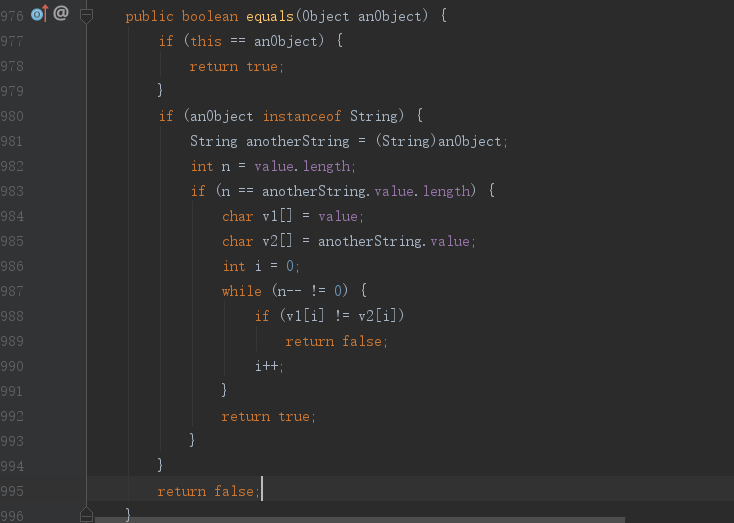 976 @ public boolean equals(Object anObject) {
977 if (this == anObject) {
978 return true;
979 }
980 if (anObject instanceof String) {
981 String anotherString = (String)anObject;
982 int n = value.length;
983 if (n == anotherString.value.length) {
984 char v1[] = value;
985 char v2[] = anotherString.value;
986 int i = 0;
987 while (n-- != 0) {
988 if (v1[i] != v2[i])
989 return false;
990 i++;
991 }
992 return true;
993 }
994 }
995 return false;
996 }